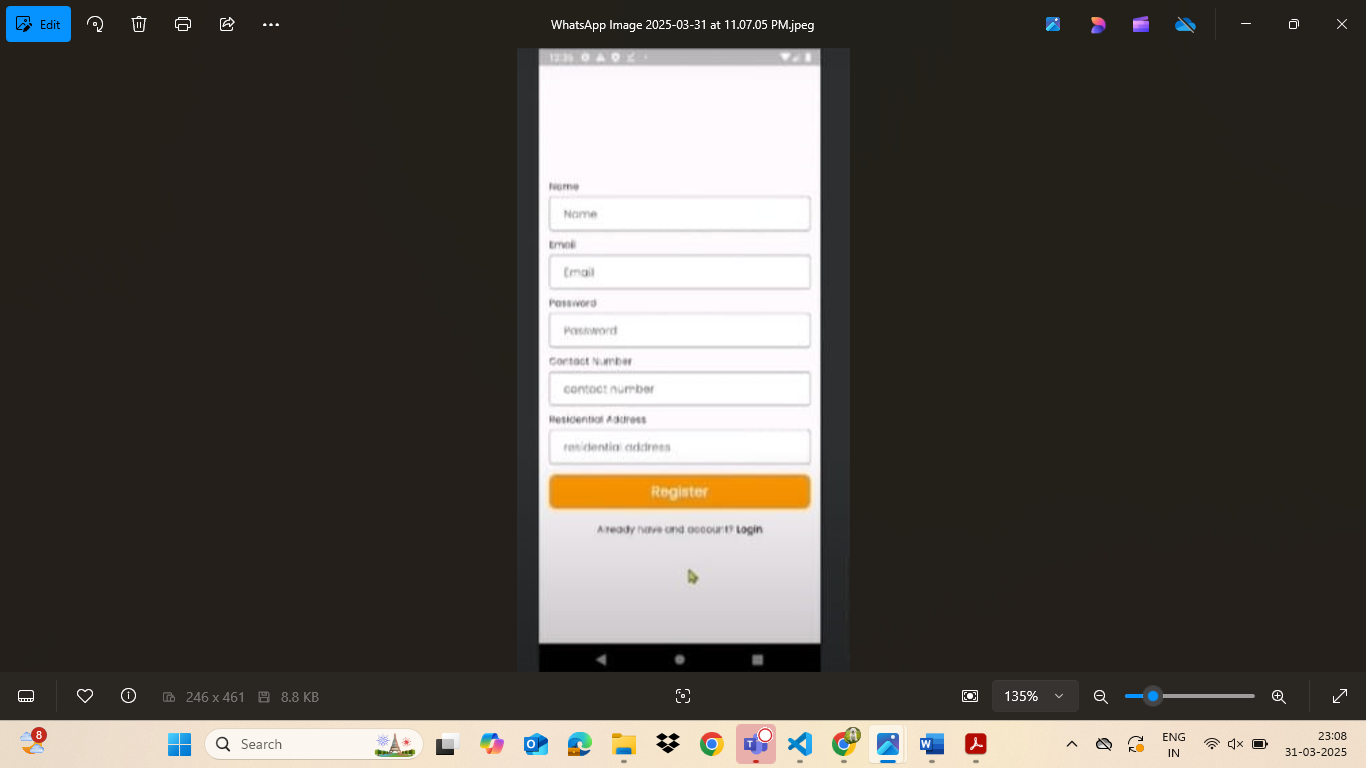 Edit
WhatsApp Image 2025-03-31 at 11.07.05 PM.jpeg
Name
Name
Email
Email
Password
Password
Contact Number
contact number
Residential Address
residential address
Register
Already have and account? Login
246 x 461
8.8 KB
135%
8
Search
ENG
IN
23:08
31-03-2025